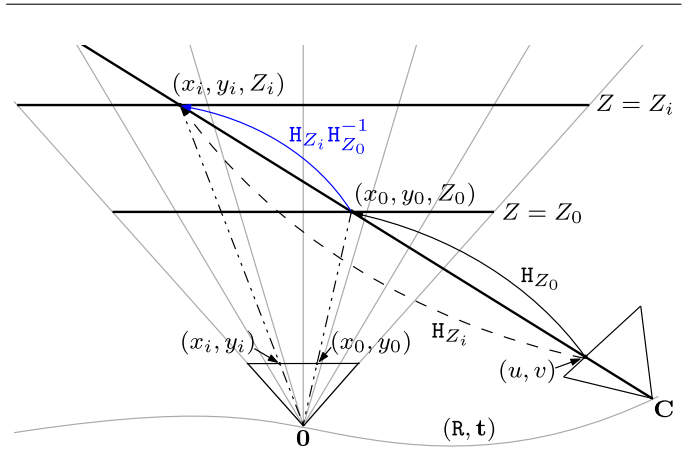 (x_i, y_i, Z_i)
Z = Z_i
H_{Z_i} H_{Z_0}^{-1}
(x_0, y_0, Z_0)
Z = Z_0
H_{Z_0}
H_{Z_i}
(x_i, y_i)
(x_0, y_0)
(u, v)
C
(R, t)
0